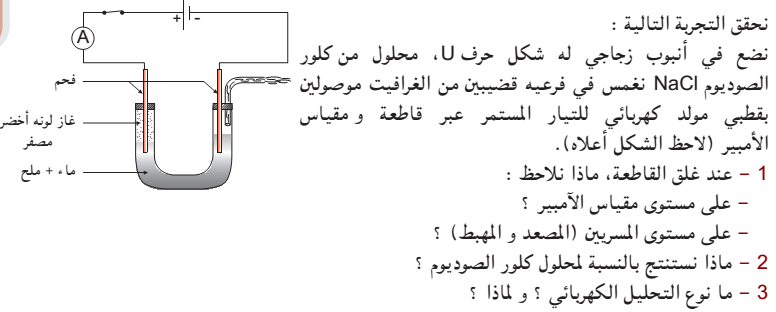 نحقق التجربة التالية :
نضع في أنبوب زجاجي له شكل حرف U، محلول من كلور
الصوديوم NaCl نغمس في فرعيه قضيبين من الغرافيت موصولين
بقطبي مولد كهربائي للتيار المستمر عبر قاطعة و مقياس
الأمبير (لاحظ الشكل أعلاه).
1 – عند غلق القاطعة، ماذا نلاحظ :
– على مستوى مقياس الآمبير ؟
– على مستوى المسريين (المصعد و المهبط) ؟
2 – ماذا نستنتج بالنسبة لمحلول كلور الصوديوم ؟
3 – ما نوع التحليل الكهربائي ؟ و لماذا ؟
+ -
A
فحم
غاز لونه أخضر
مصفر
ماء + ملح